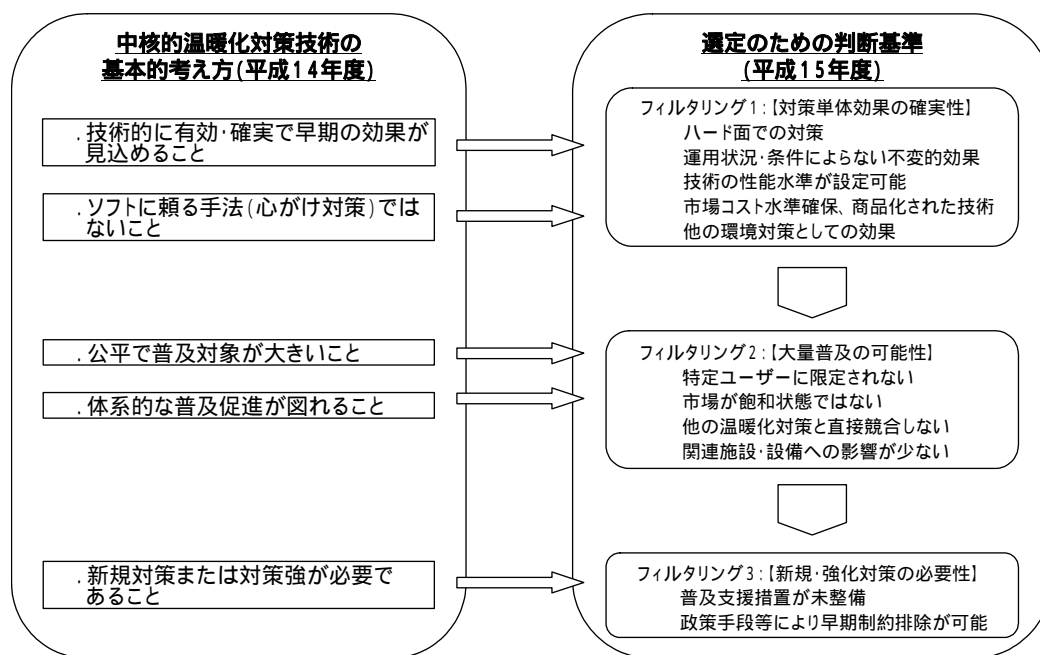 中核的温暖化対策技術の
基本的考え方(平成14年度)
.技術的に有効・確実で早期の効果が
見込めること
.ソフトに頼る手法(心がけ対策)では
ないこと
.公平で普及対象が大きいこと
.体系的な普及促進が図れること
.新規対策または対策強が必要で
あること
選定のための判断基準
(平成15年度)
フィルタリング1:【対策単体効果の確実性】
ハード面での対策
運用状況・条件によらない不変的効果
技術の性能水準が設定可能
市場コスト水準確保、商品化された技術
他の環境対策としての効果
フィルタリング2:【大量普及の可能性】
特定ユーザーに限定されない
市場が飽和状態ではない
他の温暖化対策と直接競合しない
関連施設・設備への影響が少ない
フィルタリング3:【新規・強化対策の必要性】
普及支援措置が未整備
政策手段等により早期制約排除が可能